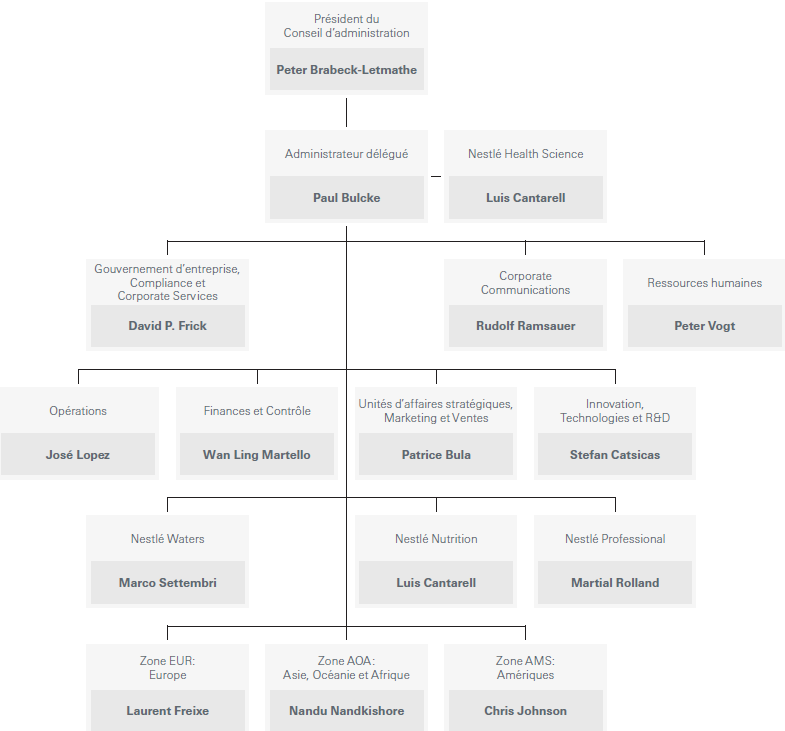 Président du
Conseil d'administration
Peter Brabeck-Letmathe
Administrateur délégué
Paul Bulcke
Nestlé Health Science
Luis Cantarell
Gouvernement d'entreprise,
Compliance et
Corporate Services
David P. Frick
Corporate
Communications
Rudolf Ramsauer
Ressources humaines
Peter Vogt
Opérations
José Lopez
Finances et Contrôle
Wan Ling Martello
Unités d'affaires stratégiques,
Marketing et Ventes
Patrice Bula
Innovation,
Technologies et R&D
Stefan Catsicas
Nestlé Waters
Marco Settembri
Nestlé Nutrition
Luis Cantarell
Nestlé Professional
Martial Rolland
Zone EUR:
Europe
Laurent Freixe
Zone AOA:
Asie, Océanie et Afrique
Nandu Nandkishore
Zone AMS:
Amériques
Chris Johnson